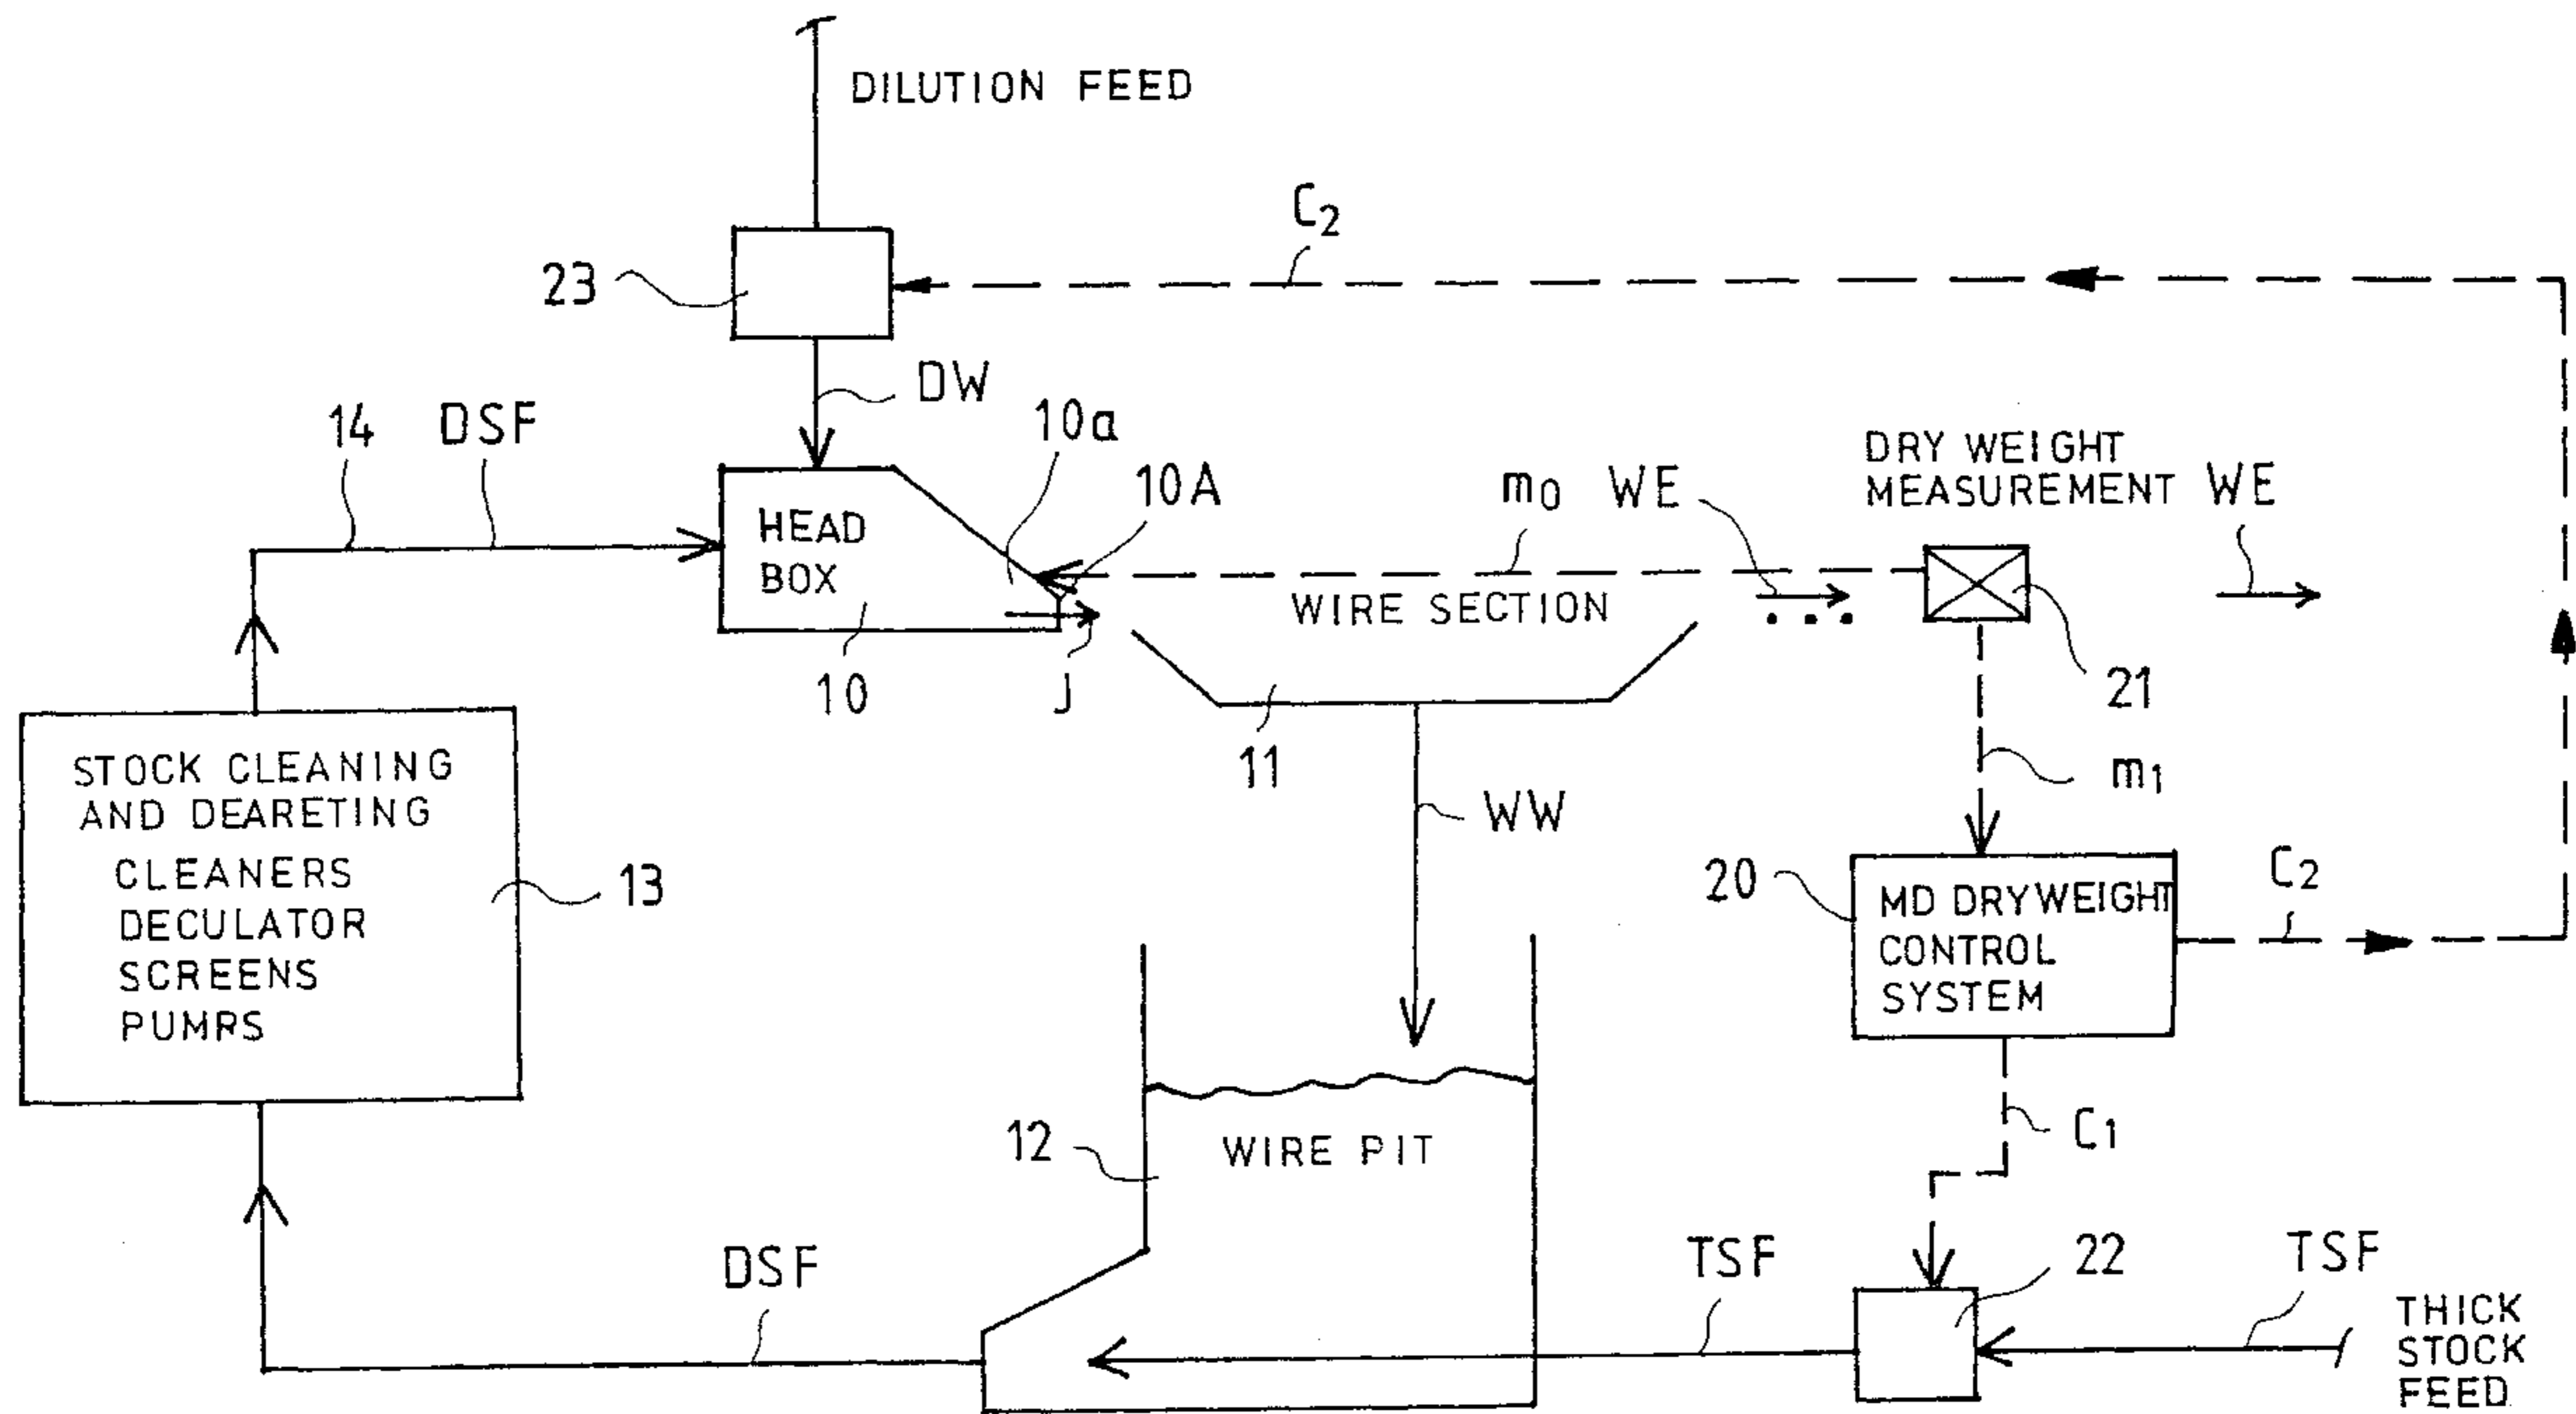 DILUTION FEED
C2
23
DW
14
DSF
10a
10A
m0
WE
DRY WEIGHT
MEASUREMENT
WE
HEAD
BOX
WIRE SECTION
10
J
11
21
m1
WW
STOCK CLEANING
AND DEARETING
CLEANERS
DECULATOR
SCREENS
PUMPS
13
20
MD DRYWEIGHT
CONTROL
SYSTEM
C2
C1
12
WIRE PIT
DSF
TSF
22
TSF
THICK
STOCK
FEED